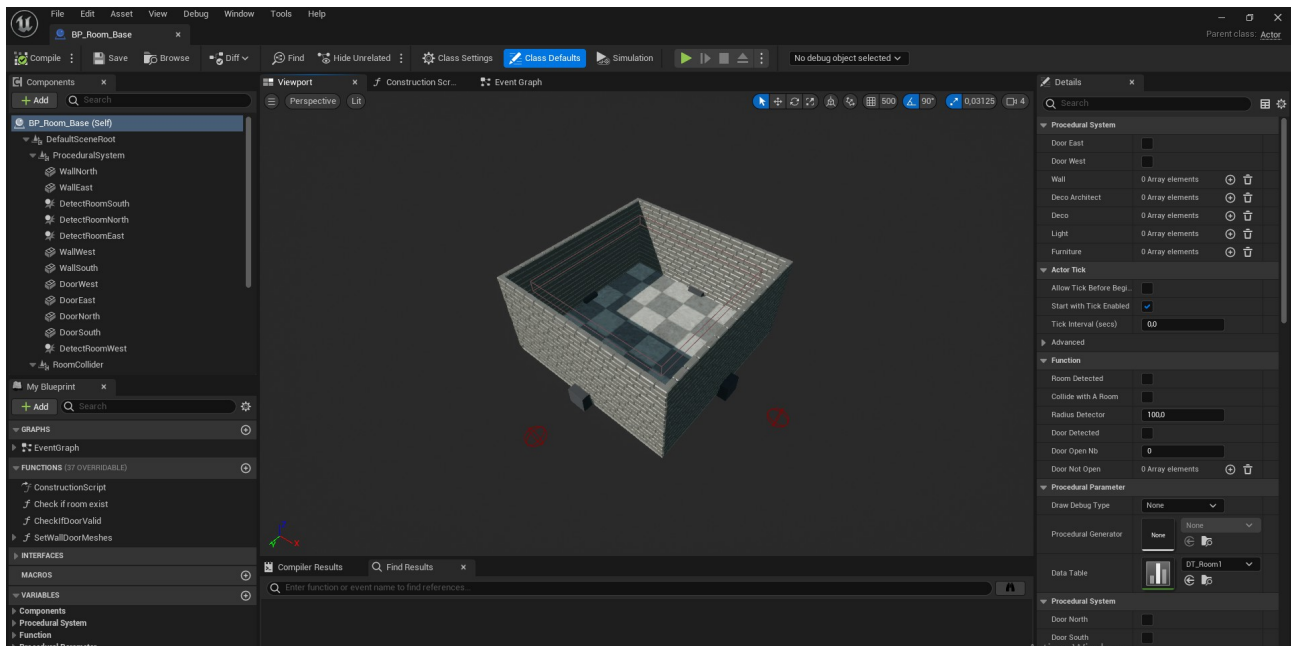 File Edit Asset View Debug Window Tools Help
BP_Room_Base
Parent class: Actor
Compile Save Browse Diff Find Hide Unrelated Class Settings Class Defaults Simulation No debug object selected
Components
Add Search
BP_Room_Base (Self)
DefaultSceneRoot
ProceduralSystem
WallNorth
WallEast
DetectRoomSouth
DetectRoomNorth
DetectRoomEast
WallWest
WallSouth
DoorWest
DoorEast
DoorNorth
DoorSouth
DetectRoomWest
RoomCollider
My Blueprint
Add Search
GRAPHS
EventGraph
FUNCTIONS (37 OVERRIDABLE)
ConstructionScript
Check if room exist
CheckIfDoorValid
SetWallDoorMeshes
INTERFACES
MACROS
VARIABLES
Components
Procedural System
Function
Viewport Construction Scr... Event Graph
Perspective Lit 500 90° 0,03125 4
Z
X
Compiler Results Find Results
Enter function or event name to find references...
Details
Search
Procedural System
Door East
Door West
Wall 0 Array elements
Deco Architect 0 Array elements
Deco 0 Array elements
Light 0 Array elements
Furniture 0 Array elements
Actor Tick
Allow Tick Before Begi..
Start with Tick Enabled
Tick Interval (secs) 0,0
Advanced
Function
Room Detected
Collide with A Room
Radius Detector 100,0
Door Detected
Door Open Nb 0
Door Not Open 0 Array elements
Procedural Parameter
Draw Debug Type None
Procedural Generator None None
Data Table DT_Room1
Procedural System
Door North
Door South